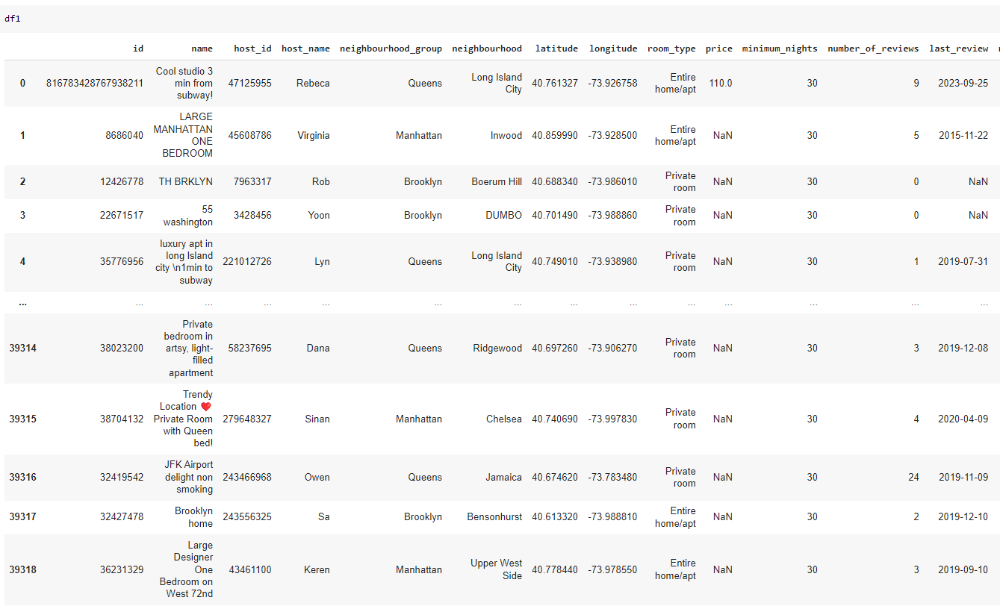 df1
id name host_id host_name neighbourhood_group neighbourhood latitude longitude room_type price minimum_nights number_of_reviews last_review
0 816783428767938211 Cool studio 3 min from subway! 47125955 Rebeca Queens Long Island City 40.761327 -73.926758 Entire home/apt 110.0 30 9 2023-09-25
1 8686040 LARGE MANHATTAN ONE BEDROOM 45608786 Virginia Manhattan Inwood 40.859990 -73.928500 Entire home/apt NaN 30 5 2015-11-22
2 12426778 TH BRKLYN 7963317 Rob Brooklyn Boerum Hill 40.688340 -73.986010 Private room NaN 30 0 NaN
3 22671517 55 washington 3428456 Yoon Brooklyn DUMBO 40.701490 -73.988860 Private room NaN 30 0 NaN
4 35776956 luxury apt in long Island city \n1min to subway 221012726 Lyn Queens Long Island City 40.749010 -73.938980 Private room NaN 30 1 2019-07-31
... ... ... ... ... ... ... ... ... ... ... ... ... ...
39314 38023200 Private bedroom in artsy, light-filled apartment 58237695 Dana Queens Ridgewood 40.697260 -73.906270 Private room NaN 30 3 2019-12-08
39315 38704132 Trendy Location ❤️ Private Room with Queen bed! 279648327 Sinan Manhattan Chelsea 40.740690 -73.997830 Private room NaN 30 4 2020-04-09
39316 32419542 JFK Airport delight non smoking 243466968 Owen Queens Jamaica 40.674620 -73.783480 Private room NaN 30 24 2019-11-09
39317 32427478 Brooklyn home 243556325 Sa Brooklyn Bensonhurst 40.613320 -73.988810 Entire home/apt NaN 30 2 2019-12-10
39318 36231329 Large Designer One Bedroom on West 72nd 43461100 Keren Manhattan Upper West Side 40.778440 -73.978550 Entire home/apt NaN 30 3 2019-09-10